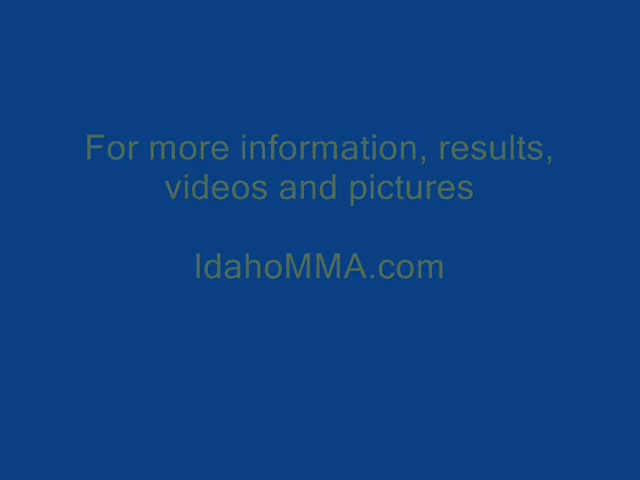 For more information, results,
videos and pictures
IdahoMMA.com